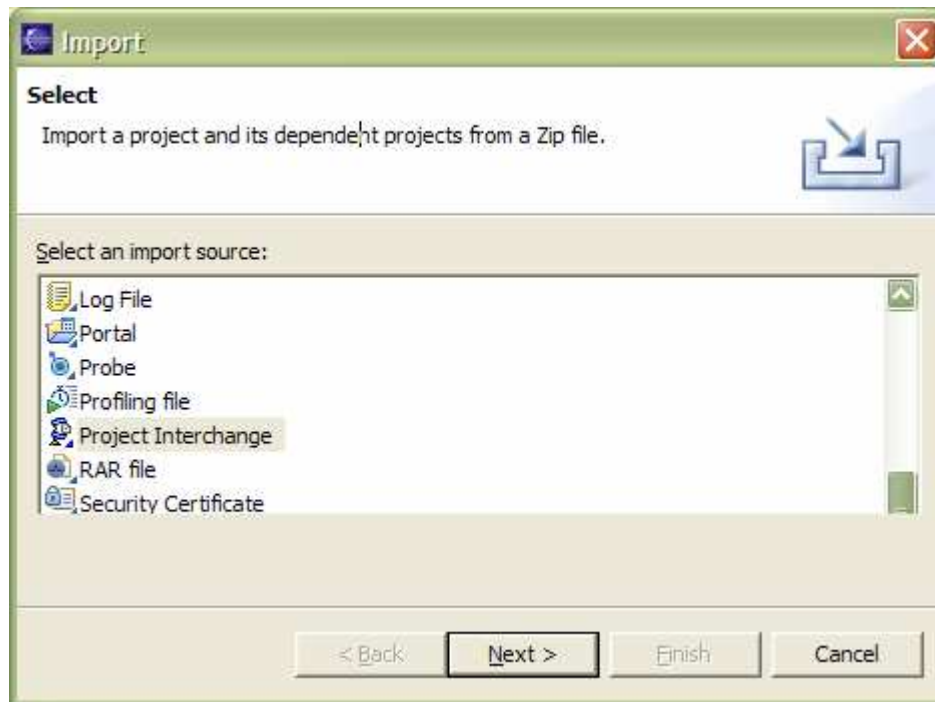 Import
Select
Import a project and its dependent projects from a Zip file.
Select an import source:
Log File
Portal
Probe
Profiling file
Project Interchange
RAR file
Security Certificate
< Back Next > Finish Cancel